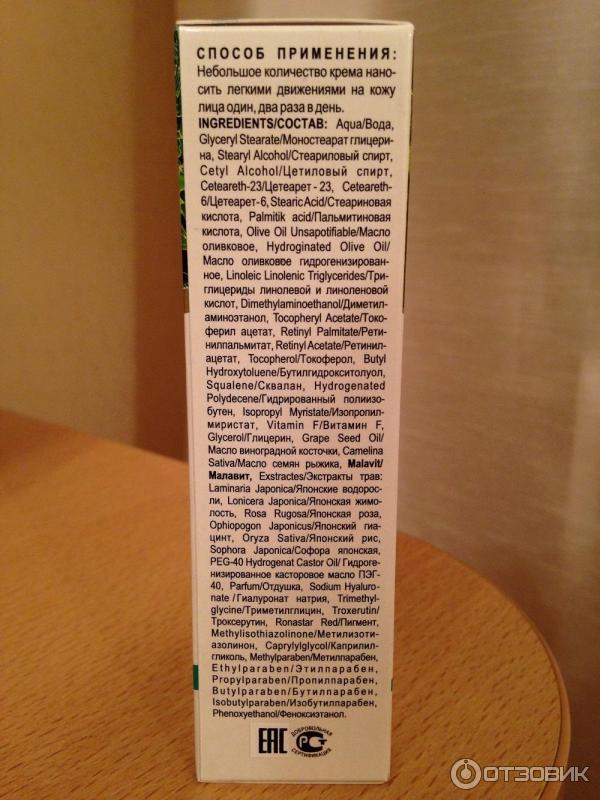 СПОСОБ ПРИМЕНЕНИЯ:
Небольшое количество крема нано-
сить легкими движениями на кожу
лица один, два раза в день.
INGREDIENTS/СОСТАВ: Aqua/Вода,
Glyceryl Stearate/Моностеарат глицери-
на, Stearyl Alcohol/Стеариловый спирт,
Cetyl Alcohol/Цетиловый спирт,
Ceteareth-23/Цетеарет - 23, Ceteareth-
6/Цетеарет-6, Stearic Acid/Стеариновая
кислота, Palmitik acid/Пальмитиновая
кислота, Olive Oil Unsapotifiable/Масло
оливковое, Hydroginated Olive Oil/
Масло оливковое гидрогенизирован-
ное, Linoleic Linolenic Triglycerides/Три-
глицериды линолевой и линоленовой
кислот, Dimethylaminoethanol/Диметил-
аминоэтанол, Tocopheryl Acetate/Токо-
ферил ацетат, Retinyl Palmitate/Рети-
нилпальмитат, Retinyl Acetate/Ретинил-
ацетат, Tocopherol/Токоферол, Butyl
Hydroxytoluene/Бутилгидрокситолуол,
Squalene/Сквалан, Hydrogenated
Polydecene/Гидрированный полиизо-
бутен, Isopropyl Myristate/Изопропил-
миристат, Vitamin F/Витамин F,
Glycerol/Глицерин, Grape Seed Oil/
Масло виноградной косточки, Camelina
Sativa/Масло семян рыжика, Malavit/
Малавит, Exstractes/Экстракты трав:
Laminaria Japonica/Японские водорос-
ли, Lonicera Japonica/Японская жимо-
лость, Rosa Rugosa/Японская роза,
Ophiopogon Japonicus/Японский гиа-
цинт, Oryza Sativa/Японский рис,
Sophora Japonica/Софора японская,
PEG-40 Hydrogenat Castor Oil/ Гидроге-
низированное касторовое масло ПЭГ-
40, Parfum/Отдушка, Sodium Hyaluro-
nate /Гиалуронат натрия, Trimethyl-
glycine/Триметилглицин, Troxerutin/
Троксерутин, Ronastar Red/Пигмент,
Methylisothiazolinone/Метилизоти-
азолинон, Caprylylglycol/Каприлил-
гликоль, Methylparaben/Метилпарабен,
Ethylparaben/Этилпарабен,
Propylparaben/Пропилпарабен,
Butylparaben/Бутилпарабен,
Isobutylparaben/Изобутилпарабен,
Phenoxyethanol/Феноксиэтанол.
ЕАС ДОБРОВОЛЬНАЯ РСТ СЕРТИФИКАЦИЯ
ОТЗОВИК